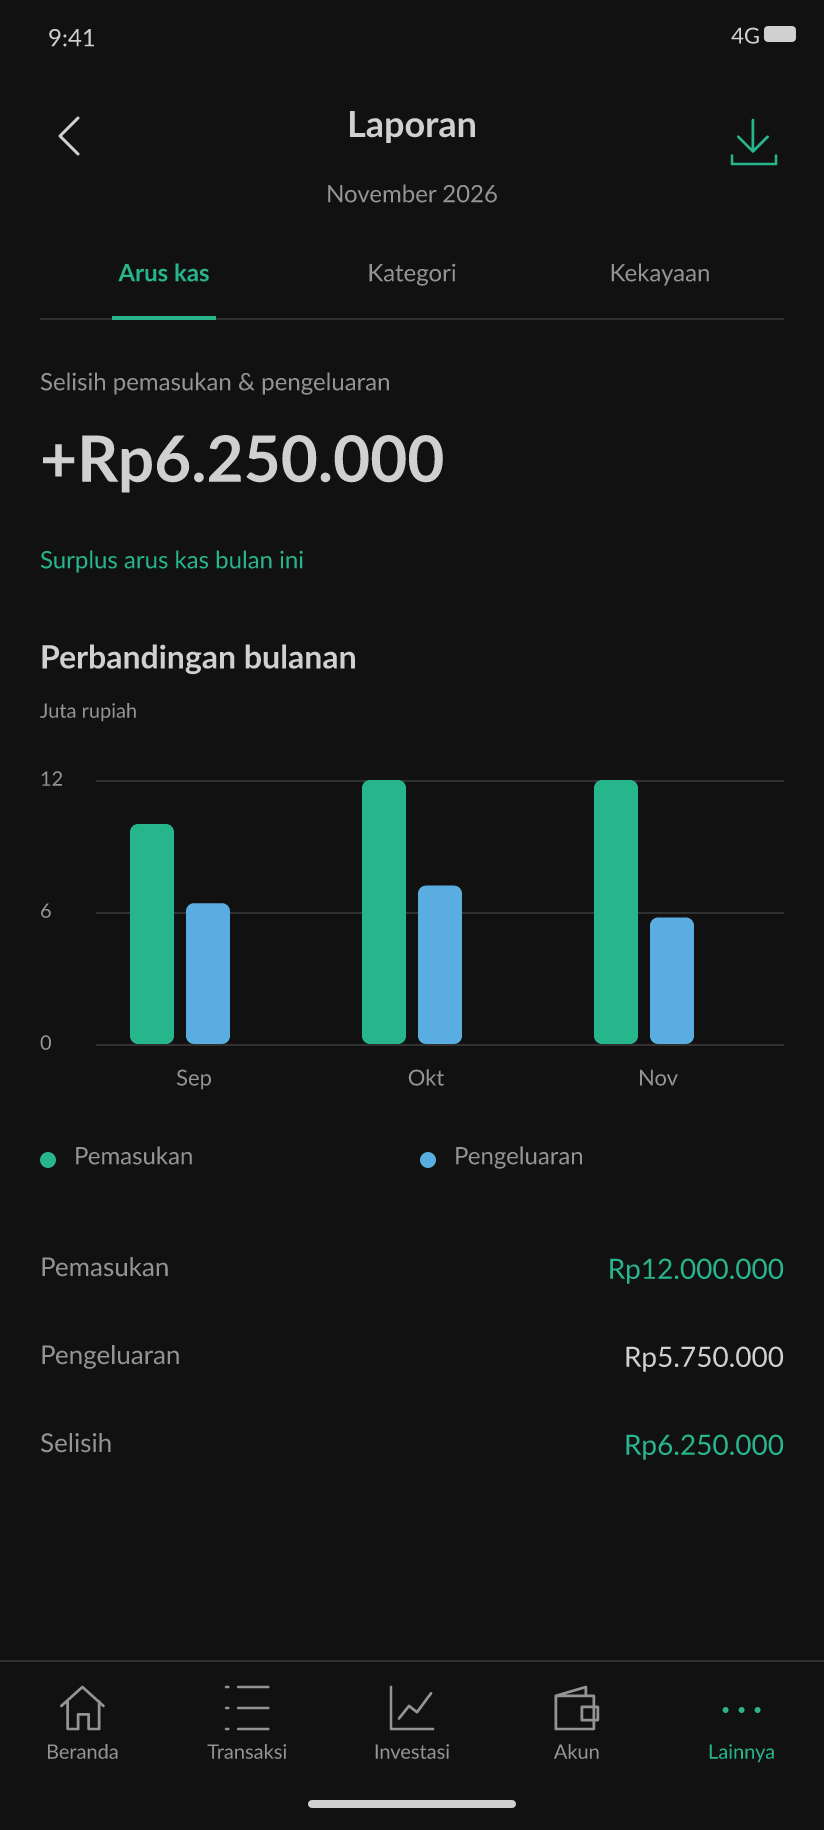 9:41
4G
Laporan
November 2026
Arus kas
Kategori
Kekayaan
Selisih pemasukan & pengeluaran
+Rp6.250.000
Surplus arus kas bulan ini
Perbandingan bulanan
Juta rupiah
12
6
0
Sep
Okt
Nov
Pemasukan
Pengeluaran
Pemasukan
Rp12.000.000
Pengeluaran
Rp5.750.000
Selisih
Rp6.250.000
Beranda
Transaksi
Investasi
Akun
Lainnya